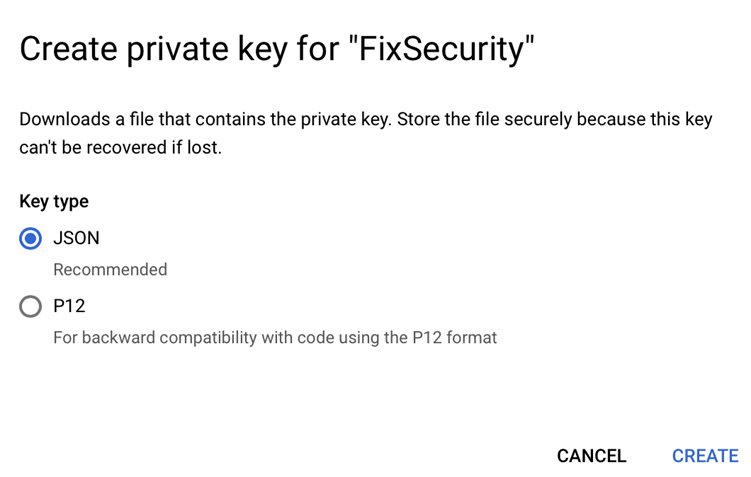 Create private key for "FixSecurity"
Downloads a file that contains the private key. Store the file securely because this key
can't be recovered if lost.
Key type
JSON
Recommended
P12
For backward compatibility with code using the P12 format
CANCEL CREATE